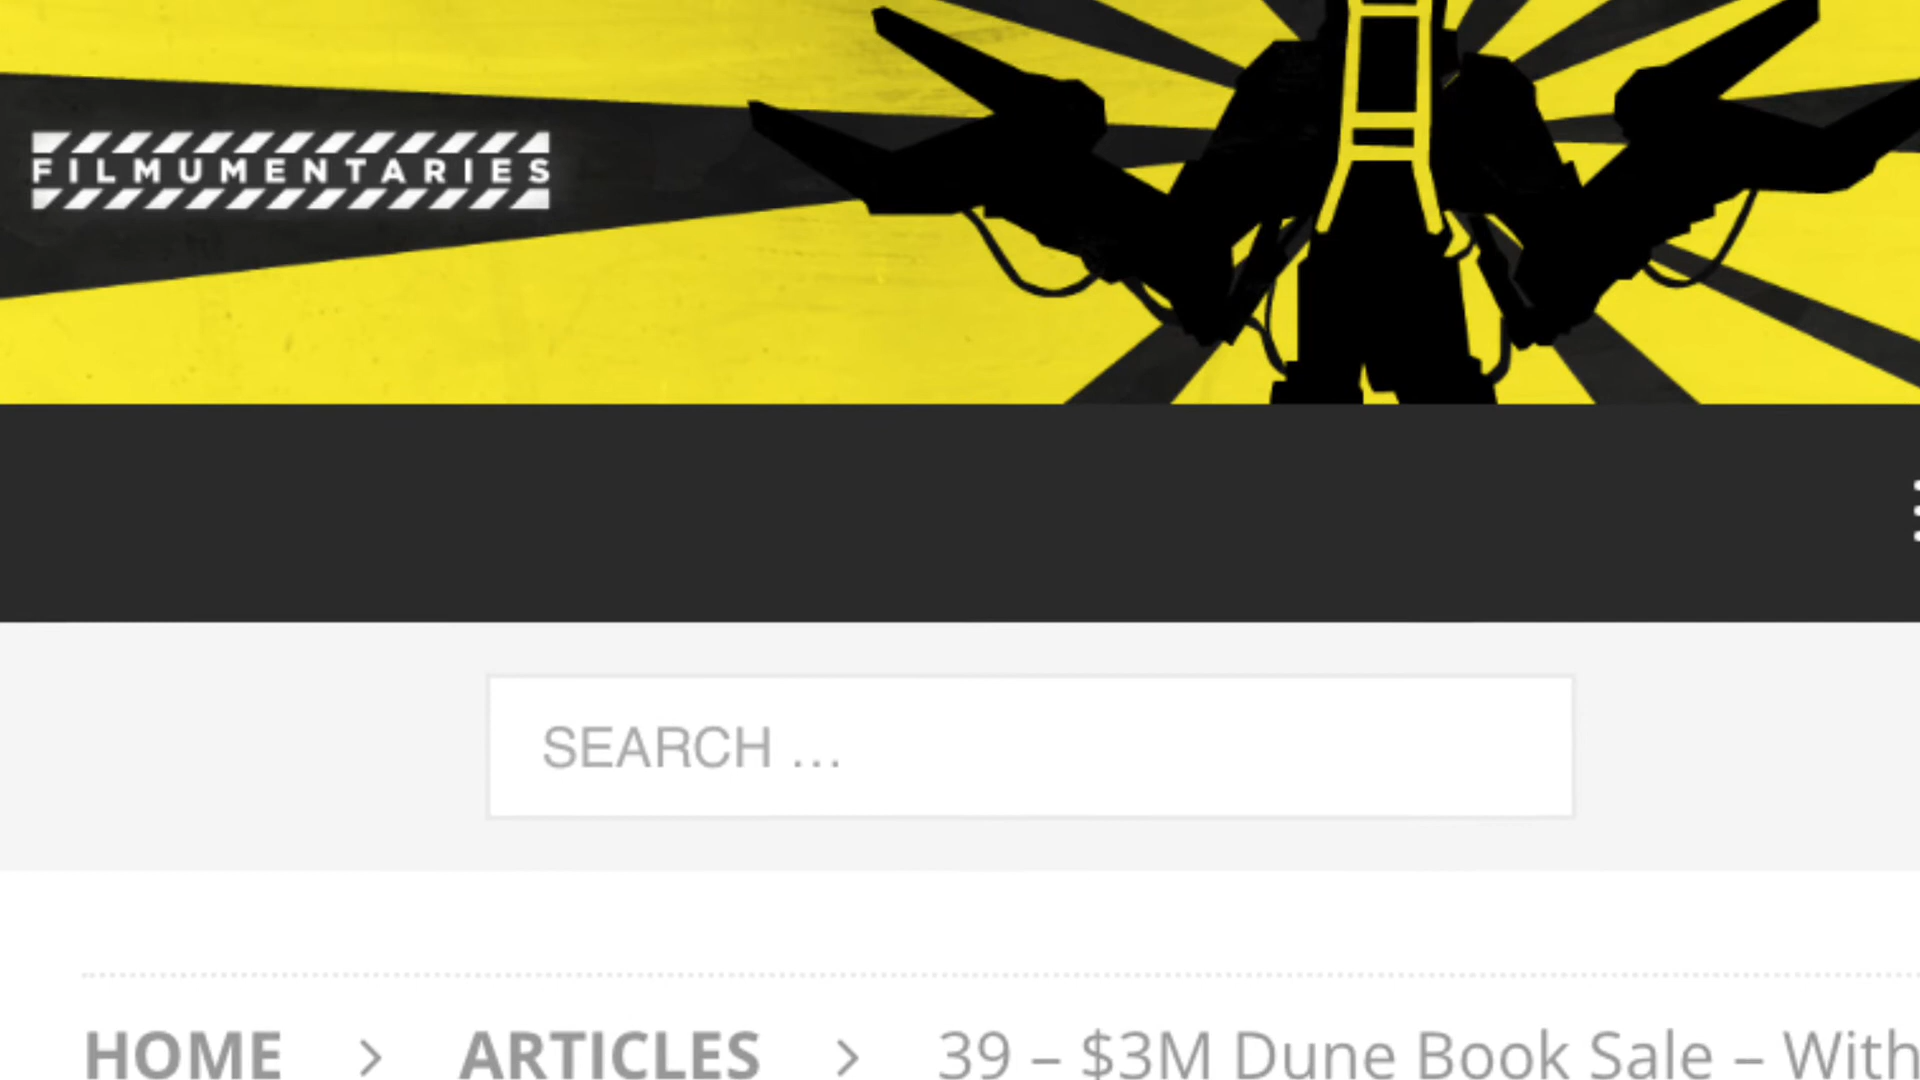 FILMUMENTARIES
SEARCH …
HOME > ARTICLES > 39 – $3M Dune Book Sale – With